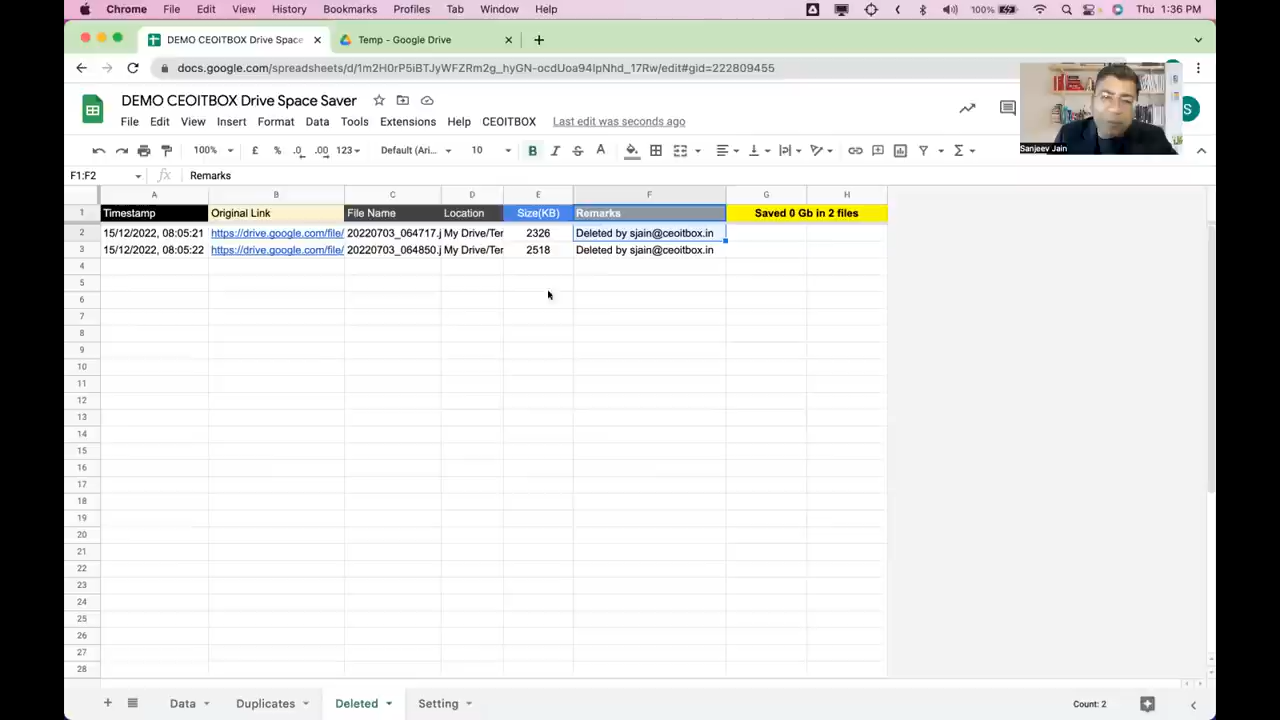 Chrome File Edit View History Bookmarks Profiles Tab Window Help 100% Thu 1:36 PM
DEMO CEOITBOX Drive Space Temp - Google Drive
docs.google.com/spreadsheets/d/1m2H0rP5iBTJyWFZRm2g_hyGN-ocdUoa94lpNhd_17Rw/edit#gid=222809455
DEMO CEOITBOX Drive Space Saver
File Edit View Insert Format Data Tools Extensions Help CEOITBOX Last edit was seconds ago
S
Sanjeev Jain
100% £ % .0 .00 123 Default (Ari... 10 B I S A
F1:F2 fx Remarks
A B C D E F G H
1 Timestamp Original Link File Name Location Size(KB) Remarks Saved 0 Gb in 2 files
2 15/12/2022, 08:05:21 https://drive.google.com/file/ 20220703_064717.j My Drive/Ter 2326 Deleted by sjain@ceoitbox.in
3 15/12/2022, 08:05:22 https://drive.google.com/file/ 20220703_064850.j My Drive/Ter 2518 Deleted by sjain@ceoitbox.in
4
5
6
7
8
9
10
11
12
13
14
15
16
17
18
19
20
21
22
23
24
25
26
27
28
Data Duplicates Deleted Setting Count: 2